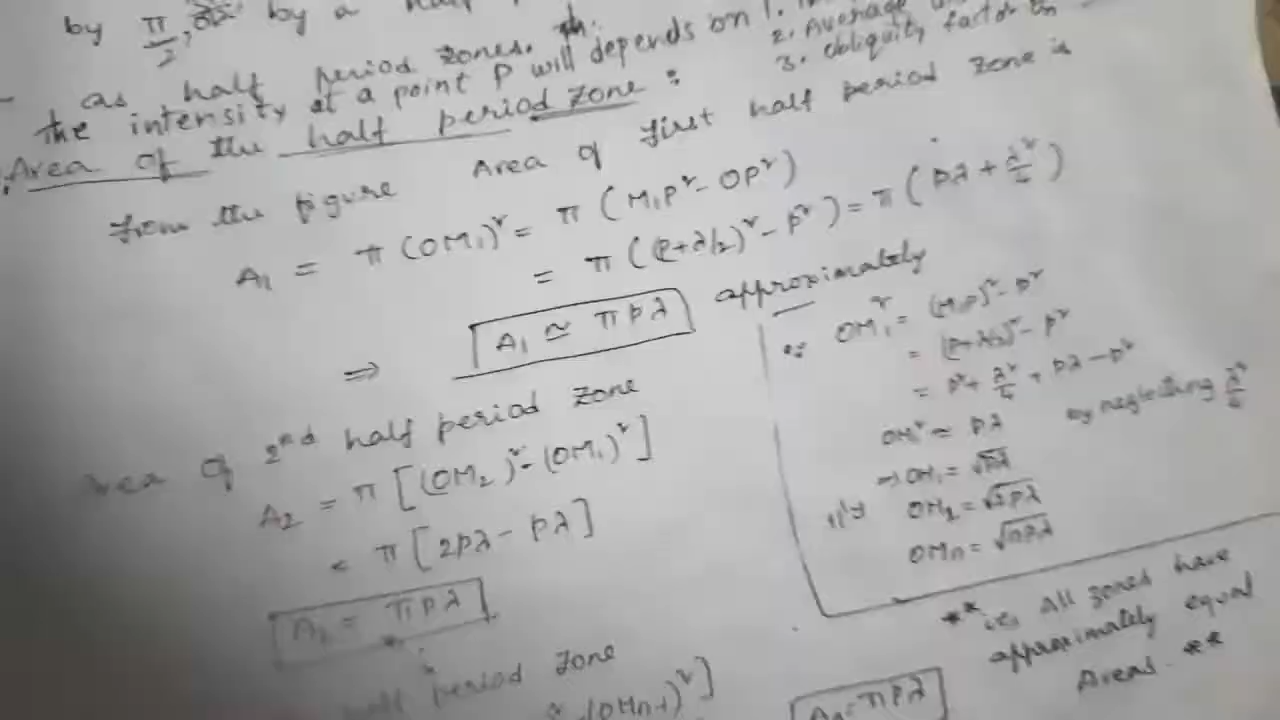 by π/2, by a half
as half period zones.
the intensity at a point P will depends on 1.
2. Average
3. obliquity factor
Area of the half period zone :
from the figure Area of first half period zone is
A₁ = π(OM₁)² = π(M₁P² - OP²)
= π((P+λ/2)² - P²) = π(Pλ + λ²/4)
⇒ A₁ ≃ πPλ approximately
∵ OM₁² = (M₁P)² - P²
= (P+λ/2)² - P²
= P² + λ²/4 + Pλ - P²
OM₁² ≃ Pλ by neglecting λ²/4
⇒ OM₁ = √Pλ
|||ly OM₂ = √2Pλ
OMn = √nPλ
Area of 2nd half period zone
A₂ = π[(OM₂)² - (OM₁)²]
= π[2Pλ - Pλ]
A₂ = πPλ
** i.e, All zones have
approximately equal
Areas. **
half period zone
(OMn-1)²]
An = πPλ